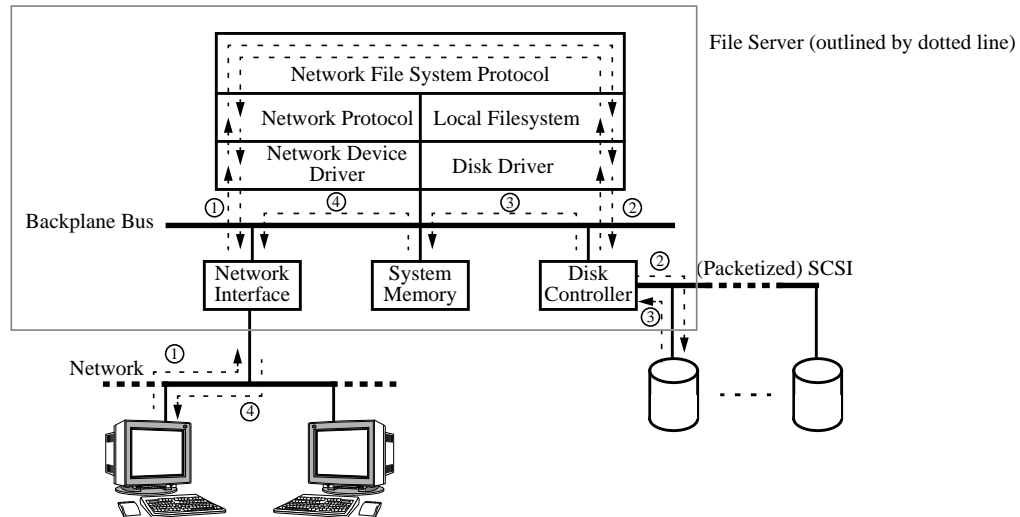 File Server (outlined by dotted line)
Network File System Protocol
Network Protocol
Local Filesystem
Network Device
Driver
Disk Driver
①
④
③
②
Backplane Bus
Network
Interface
System
Memory
Disk
Controller
②
(Packetized) SCSI
③
①
Network
④